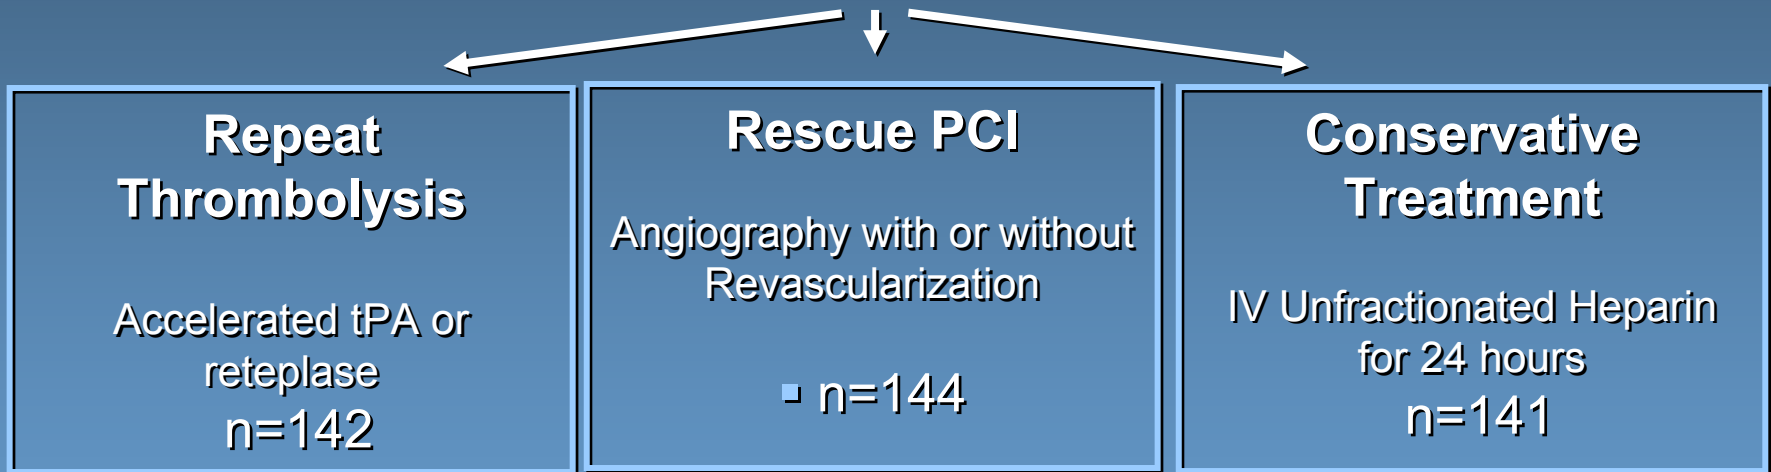 Repeat
Thrombolysis
Accelerated tPA or
reteplase
n=142
Rescue PCI
Angiography with or without
Revascularization
▪ n=144
Conservative
Treatment
IV Unfractionated Heparin
for 24 hours
n=141